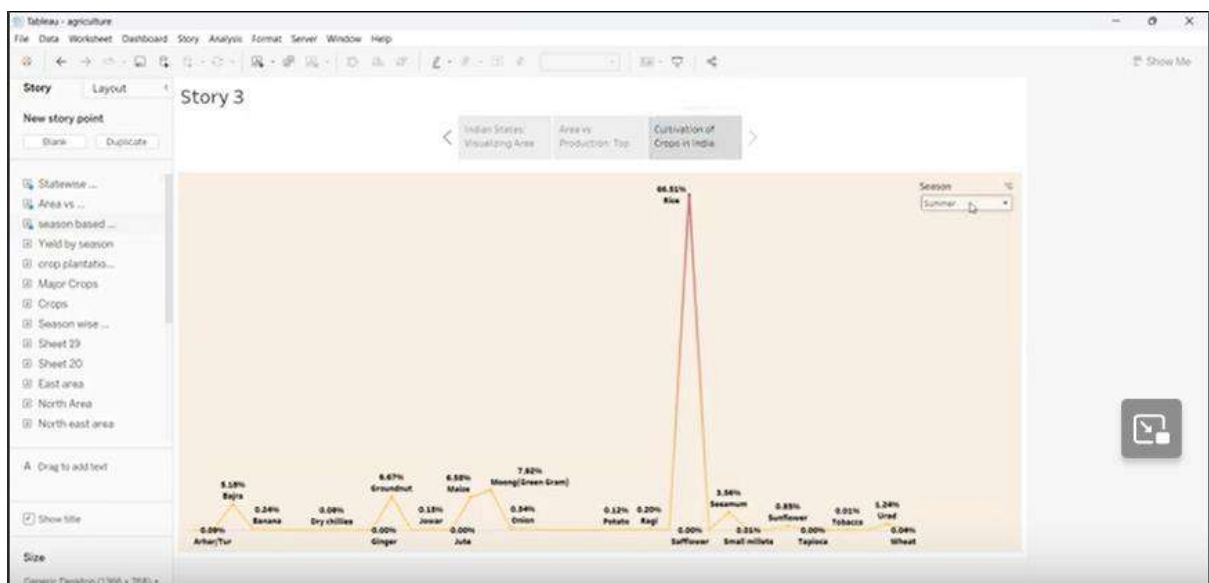 Tableau - agriculture
File Data Worksheet Dashboard Story Analysis Format Server Window Help
Show Me
Story Layout
New story point
Blank Duplicate
Statewise ...
Area vs ...
season based ...
Yield by season
crop plantatio...
Major Crops
Crops
Season wise ...
Sheet 19
Sheet 20
East area
North Area
North east area
A Drag to add text
Show title
Size
Generic Desktop (1366 x 768)
Story 3
Indian States: Area vs Cultivation of
Visualizing Area Production: Top Crops in India
Season
Summer
66.51%
Rice
5.18%
Bajra
0.09%
Arhar/Tur
0.24%
Banana
0.08%
Dry chillies
6.67%
Groundnut
0.00%
Ginger
0.18%
Jowar
6.58%
Maize
0.00%
Jute
7.92%
Moong(Green Gram)
0.34%
Onion
0.12%
Potato
0.20%
Ragi
0.00%
Safflower
3.56%
Sesamum
0.31%
Small millets
0.85%
Sunflower
0.00%
Tapioca
0.01%
Tobacco
1.24%
Urad
0.04%
Wheat